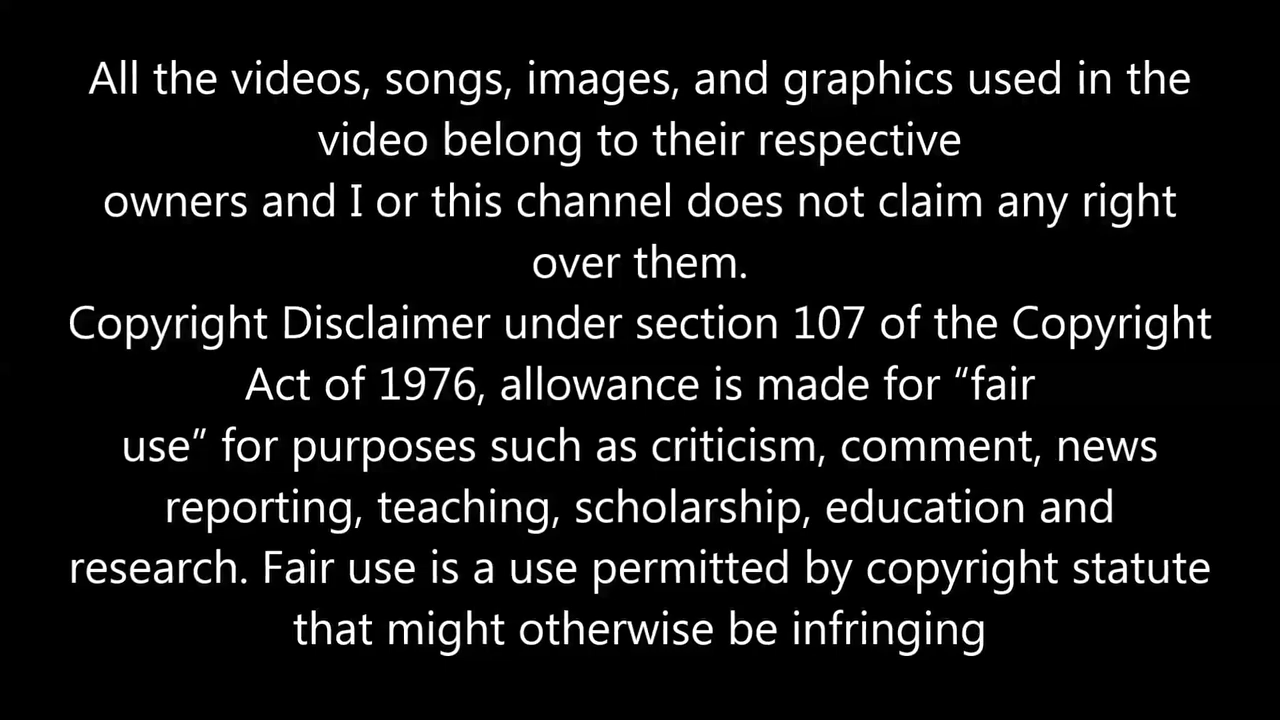 All the videos, songs, images, and graphics used in the
video belong to their respective
owners and I or this channel does not claim any right
over them.
Copyright Disclaimer under section 107 of the Copyright
Act of 1976, allowance is made for “fair
use” for purposes such as criticism, comment, news
reporting, teaching, scholarship, education and
research. Fair use is a use permitted by copyright statute
that might otherwise be infringing